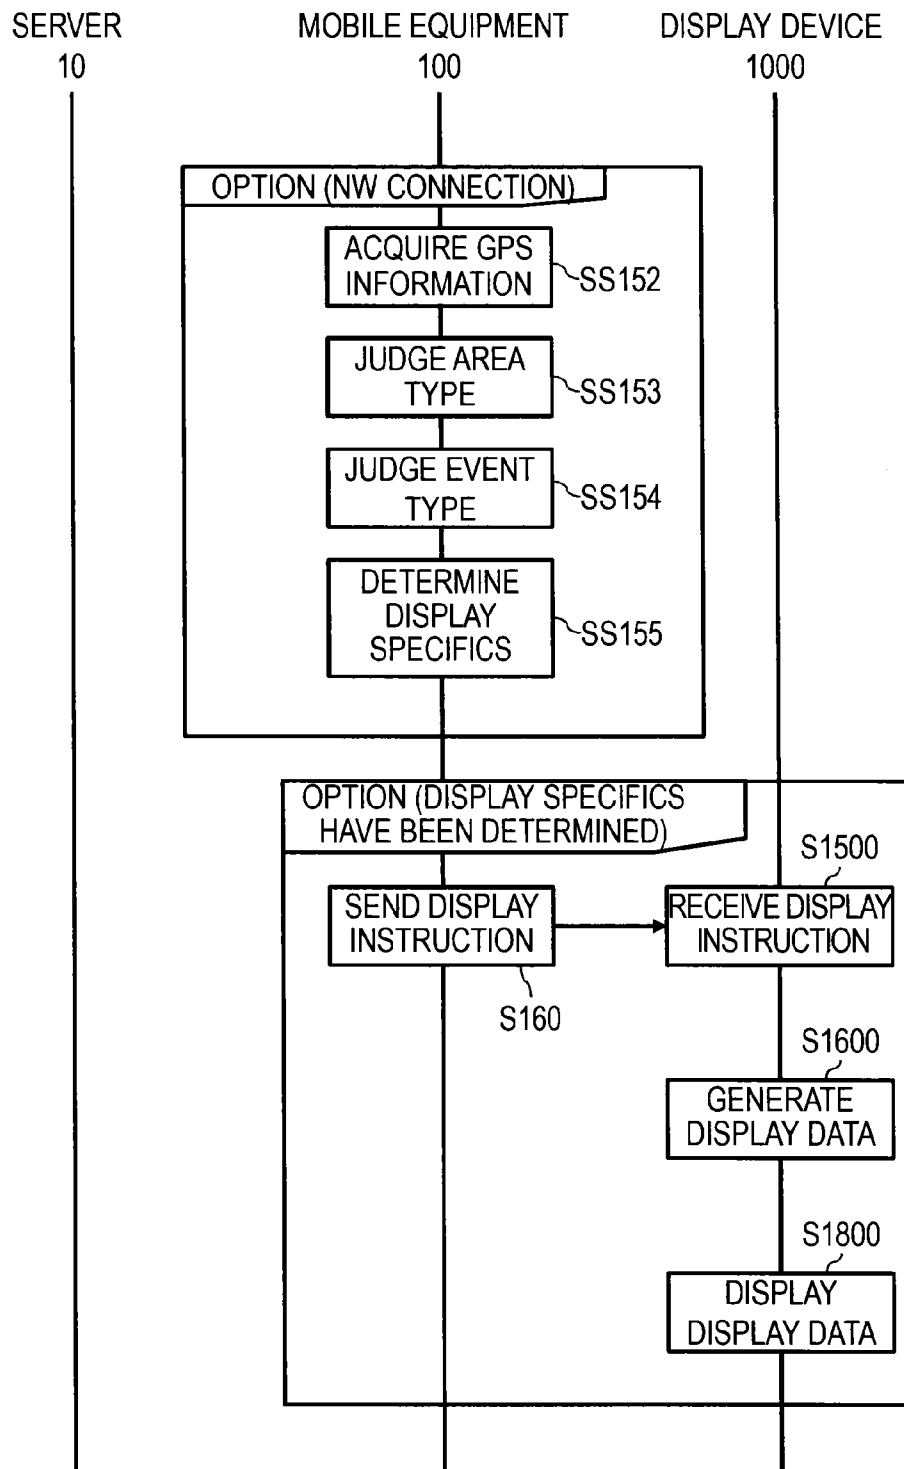 SERVER
10
MOBILE EQUIPMENT
100
DISPLAY DEVICE
1000
OPTION (NW CONNECTION)
ACQUIRE GPS
INFORMATION
SS152
JUDGE AREA
TYPE
SS153
JUDGE EVENT
TYPE
SS154
DETERMINE
DISPLAY
SPECIFICS
SS155
OPTION (DISPLAY SPECIFICS
HAVE BEEN DETERMINED)
SEND DISPLAY
INSTRUCTION
S160
S1500
RECEIVE DISPLAY
INSTRUCTION
S1600
GENERATE
DISPLAY DATA
S1800
DISPLAY
DISPLAY DATA